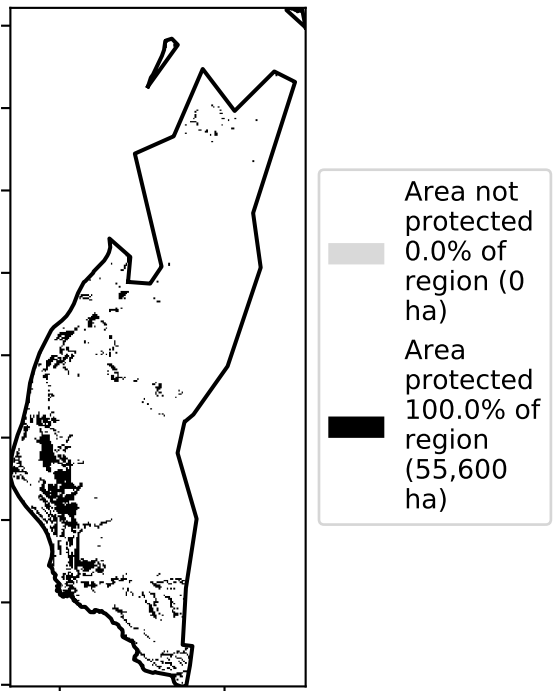 Area not
protected
0.0% of
region (0
ha)
Area
protected
100.0% of
region
(55,600
ha)